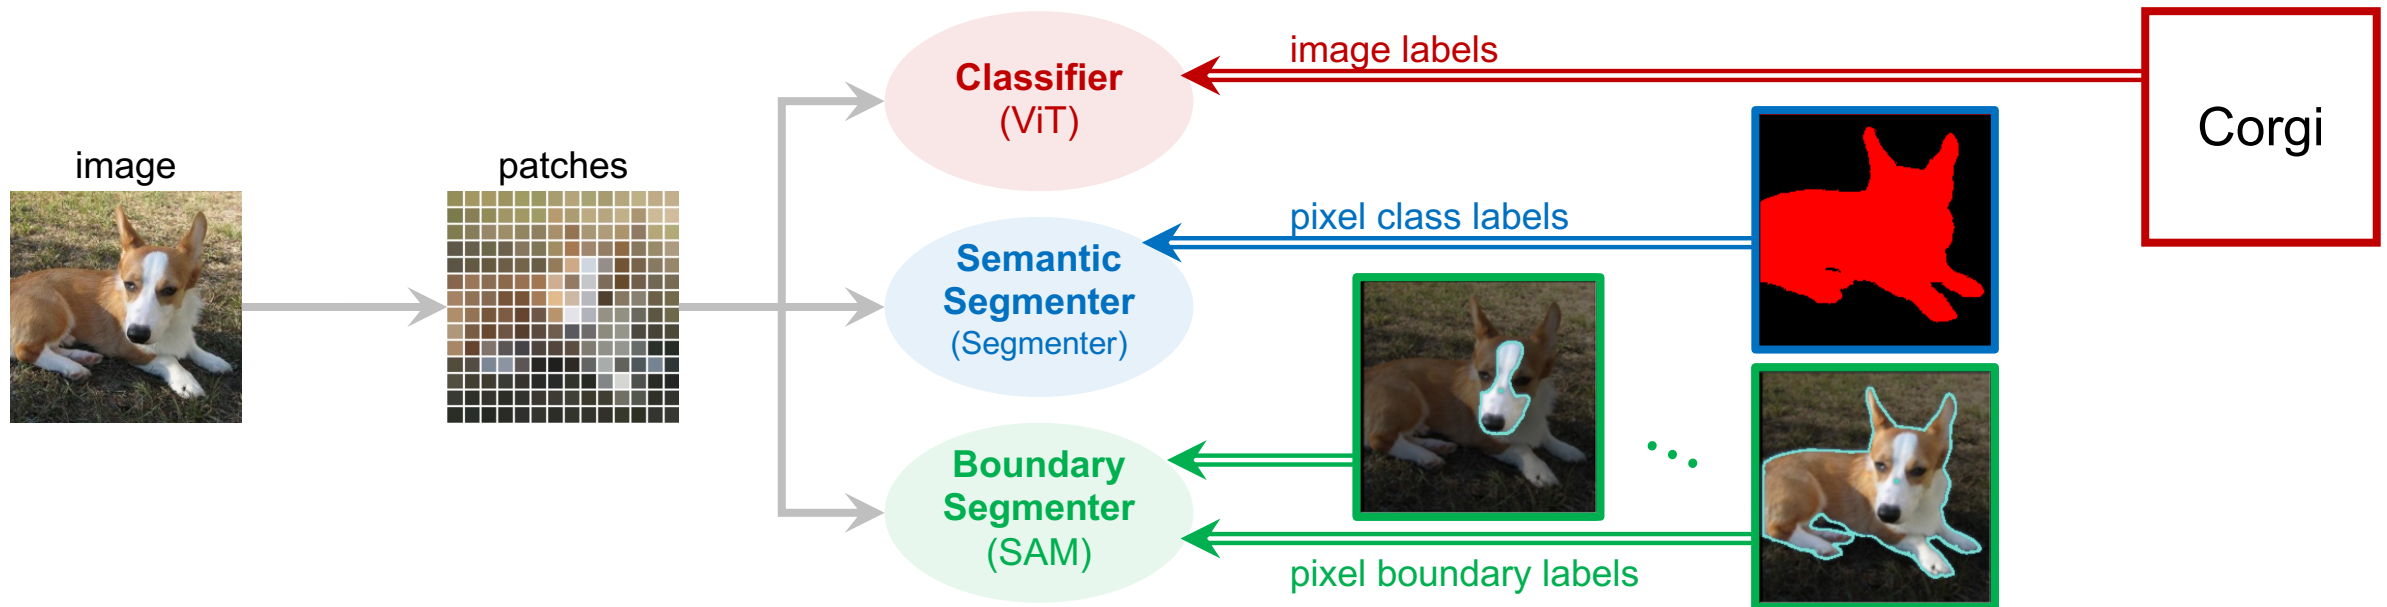 image
patches
Classifier
(ViT)
image labels
Corgi
Semantic
Segmenter
(Segmenter)
pixel class labels
Boundary
Segmenter
(SAM)
pixel boundary labels